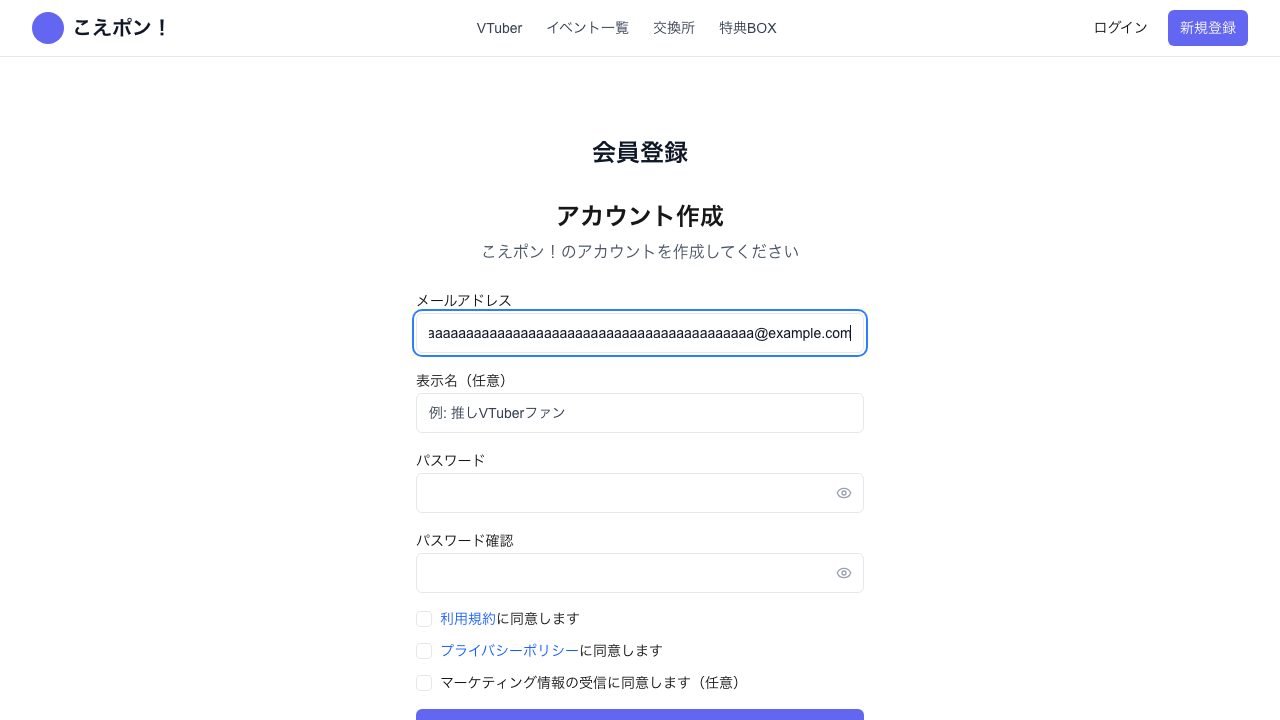 こえポン！
VTuber
イベント一覧
交換所
特典BOX
ログイン
新規登録
会員登録
アカウント作成
こえポン！のアカウントを作成してください
メールアドレス
aaaaaaaaaaaaaaaaaaaaaaaaaaaaaaaaaaaaaaaaa@example.com
表示名（任意）
例: 推しVTuberファン
パスワード
パスワード確認
利用規約に同意します
プライバシーポリシーに同意します
マーケティング情報の受信に同意します（任意）